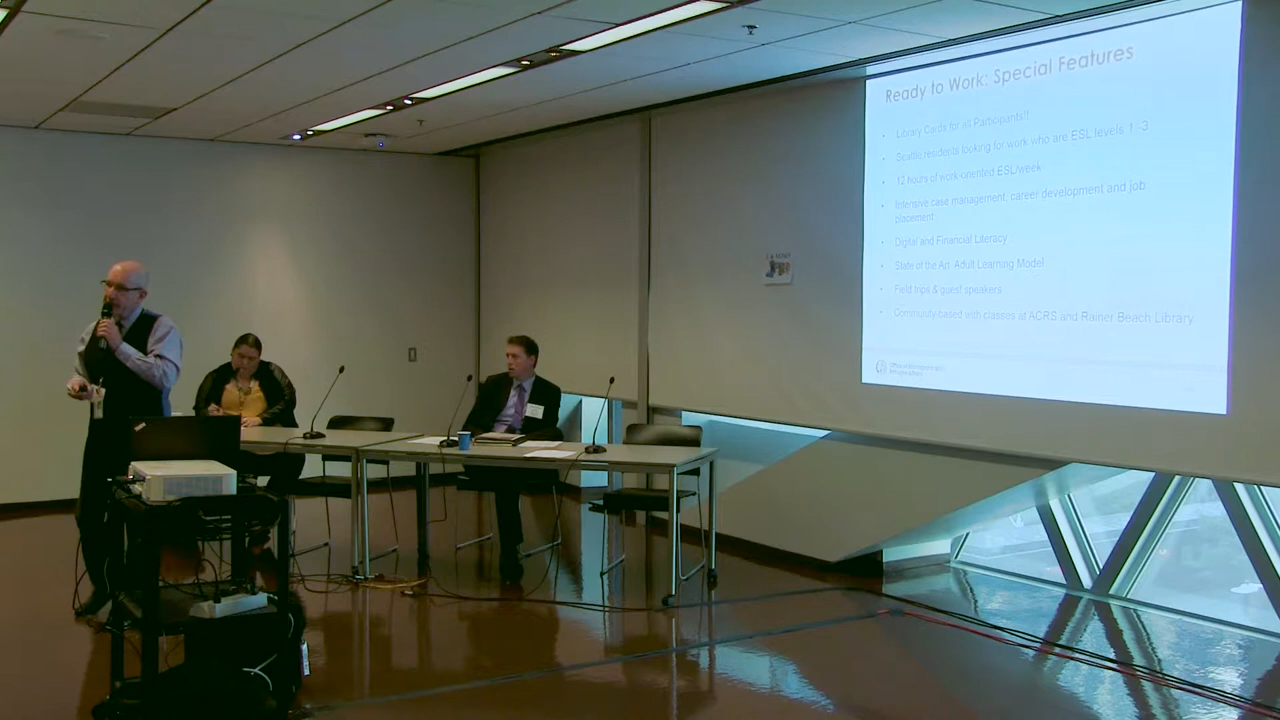 Ready to Work: Special Features
• Library Cards for all Participants!!
• Seattle residents looking for work who are ESL levels 1 -3
• 12 hours of work-oriented ESL/week
• Intensive case management, career development and job
placement
• Digital and Financial Literacy
• State of the Art Adult Learning Model
• Field trips & guest speakers
• Community-based with classes at ACRS and Rainer Beach Library